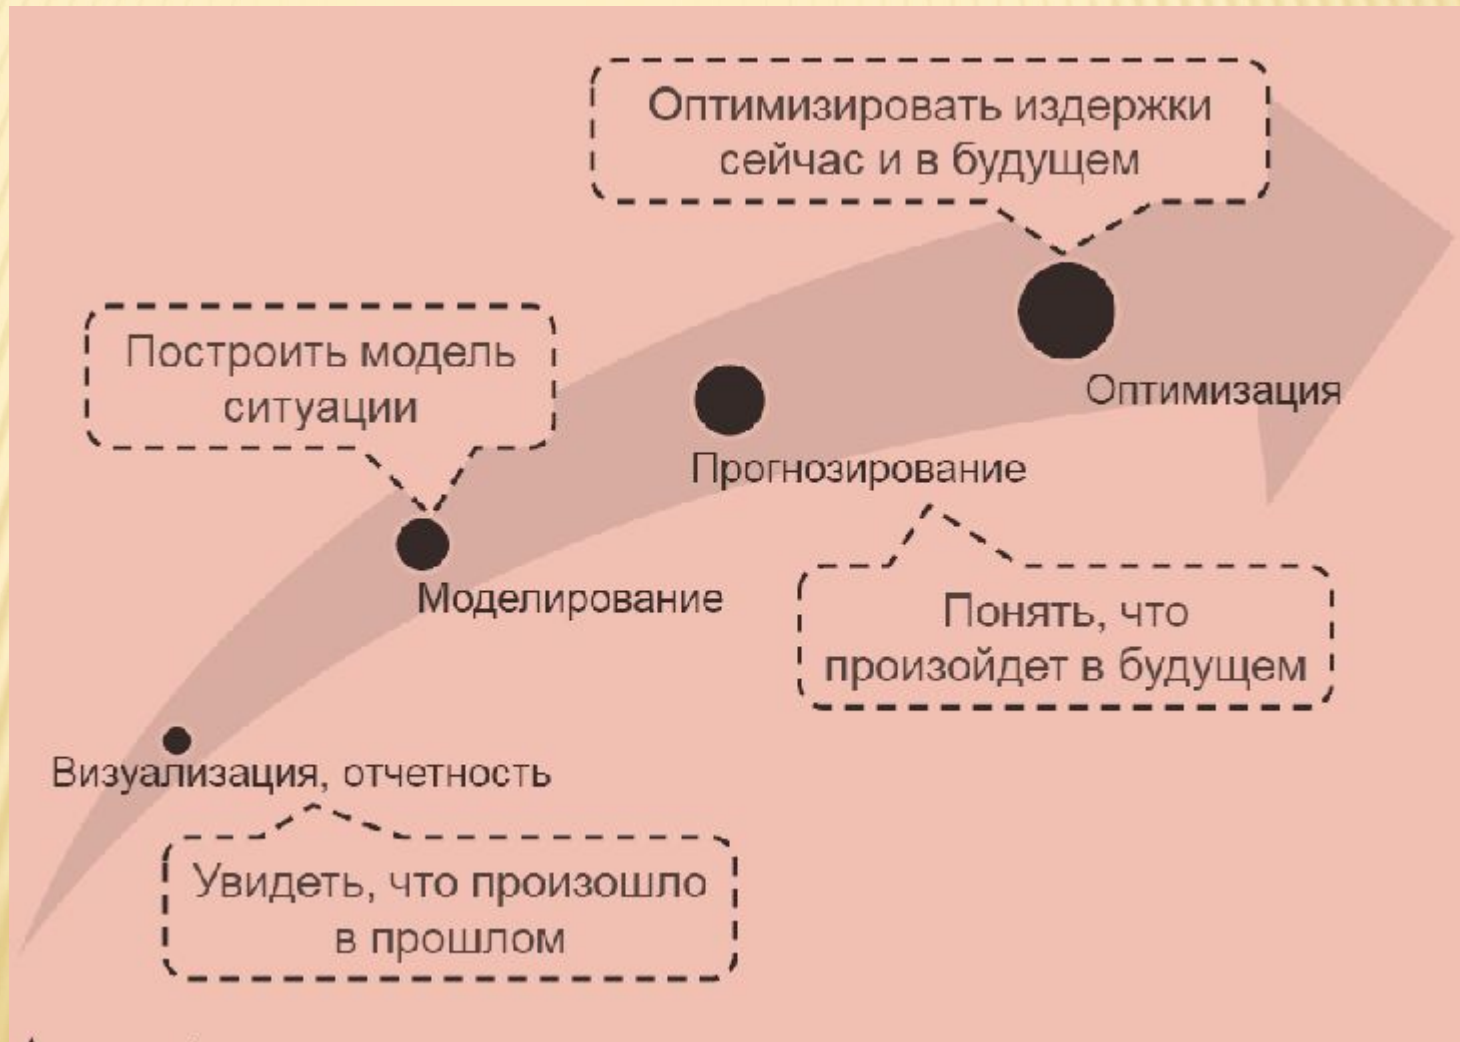 Оптимизировать издержки
сейчас и в будущем
Построить модель
ситуации
Оптимизация
Прогнозирование
Моделирование
Понять, что
произойдет в будущем
Визуализация, отчетность
Увидеть, что произошло
в прошлом